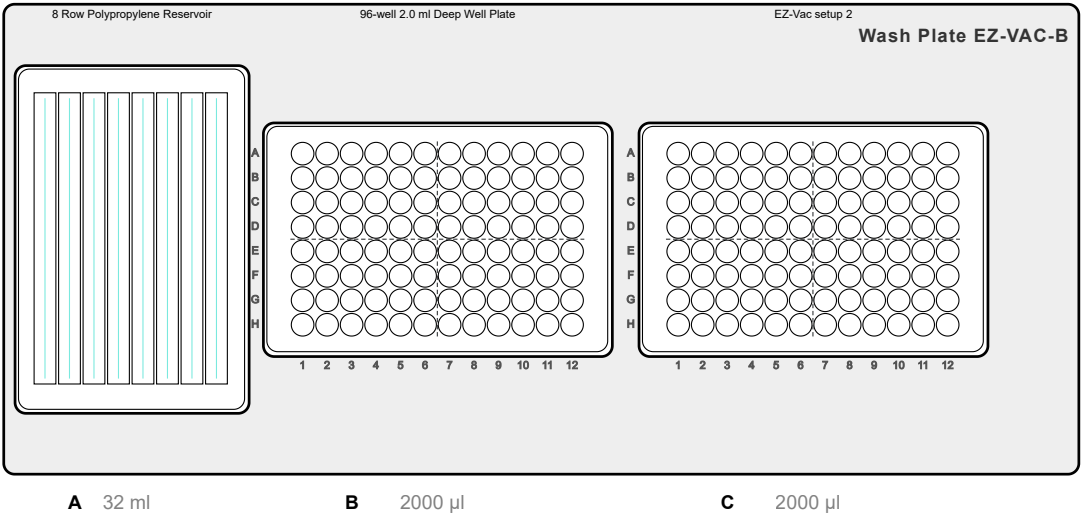 8 Row Polypropylene Reservoir
96-well 2.0 ml Deep Well Plate
EZ-Vac setup 2
Wash Plate EZ-VAC-B
A
B
C
D
E
F
G
H
1 2 3 4 5 6 7 8 9 10 11 12
A
B
C
D
E
F
G
H
1 2 3 4 5 6 7 8 9 10 11 12
A 32 ml
B 2000 µl
C 2000 µl